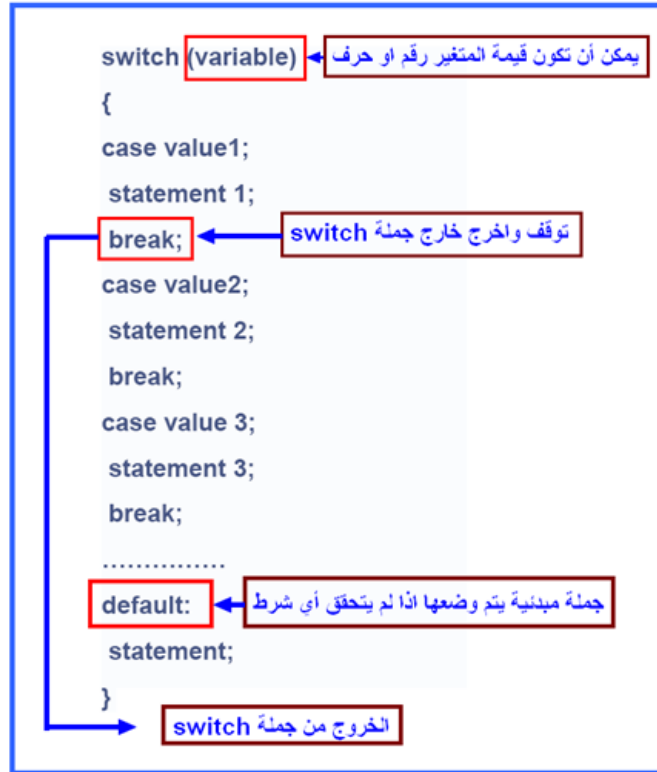 switch (variable) يمكن أن تكون قيمة المتغير رقم او حرف
{
case value1;
statement 1;
break; توقف واخرج خارج جملة switch
case value2;
statement 2;
break;
case value 3;
statement 3;
break;
...............
default: جملة مبدئية يتم وضعها اذا لم يتحقق أي شرط
statement;
}
الخروج من جملة switch